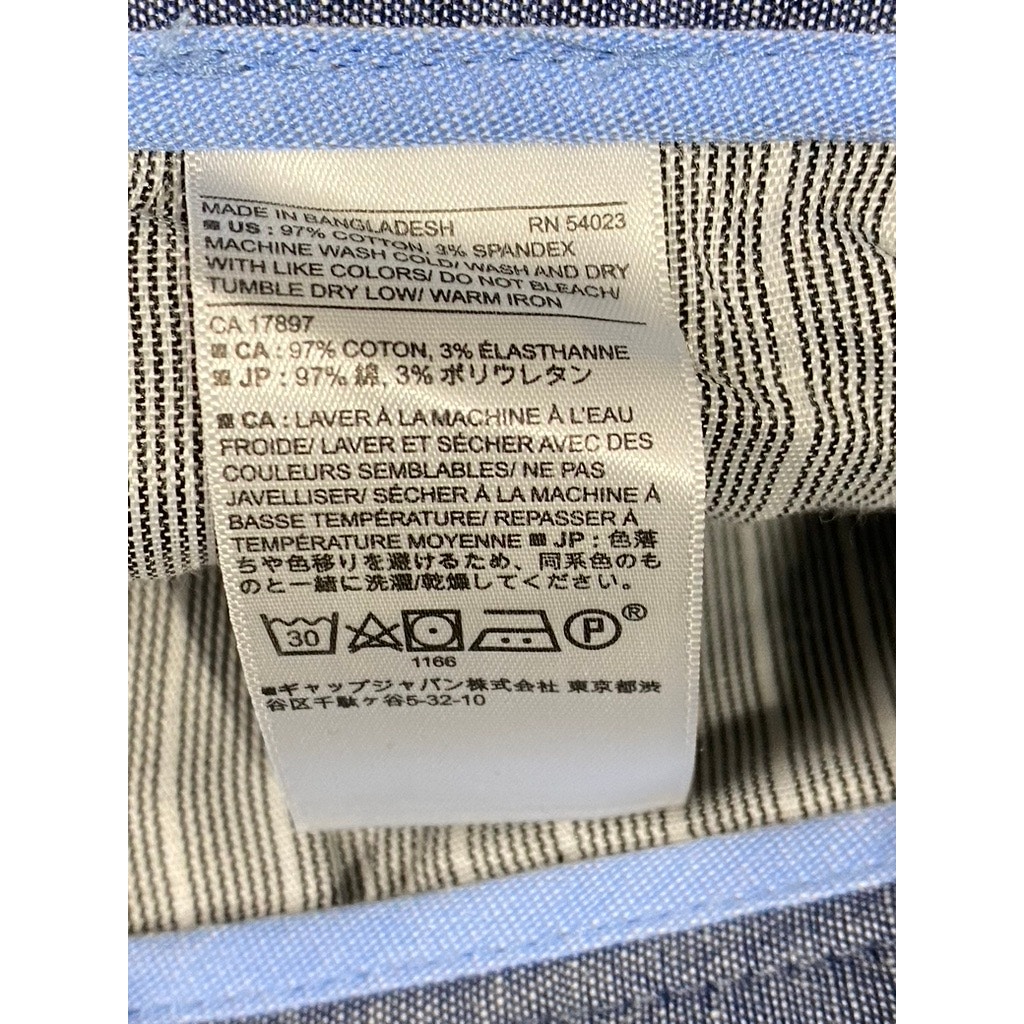 MADE IN BANGLADESH RN 54023
US : 97% COTTON, 3% SPANDEX
MACHINE WASH COLD/ WASH AND DRY
WITH LIKE COLORS/ DO NOT BLEACH/
TUMBLE DRY LOW/ WARM IRON
CA 17897
CA : 97% COTON, 3% ÉLASTHANNE
JP : 97% 綿, 3% ポリウレタン
CA : LAVER À LA MACHINE À L'EAU
FROIDE/ LAVER ET SÉCHER AVEC DES
COULEURS SEMBLABLES/ NE PAS
JAVELLISER/ SÉCHER À LA MACHINE À
BASSE TEMPÉRATURE/ REPASSER À
TEMPÉRATURE MOYENNE JP : 色落
ちや色移りを避けるため、同系色のも
のと一緒に洗濯/乾燥してください。
30 P ®
1166
ギャップジャパン株式会社 東京都渋
谷区千駄ヶ谷5-32-10